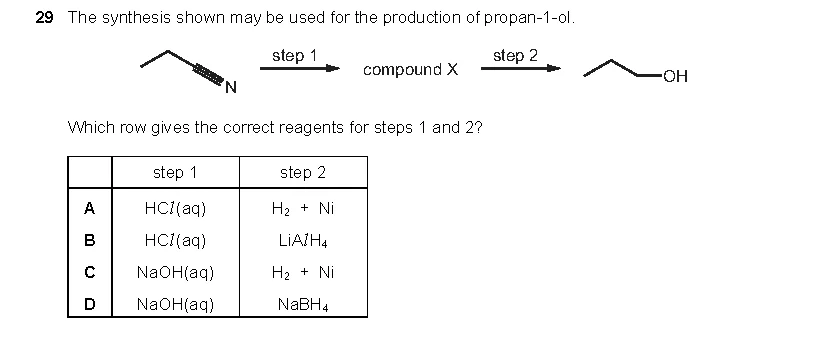 29 The synthesis shown may be used for the production of propan-1-ol.
step 1 step 2
N compound X OH
Which row gives the correct reagents for steps 1 and 2?
step 1 step 2
A HCl(aq) H₂ + Ni
B HCl(aq) LiAlH₄
C NaOH(aq) H₂ + Ni
D NaOH(aq) NaBH₄